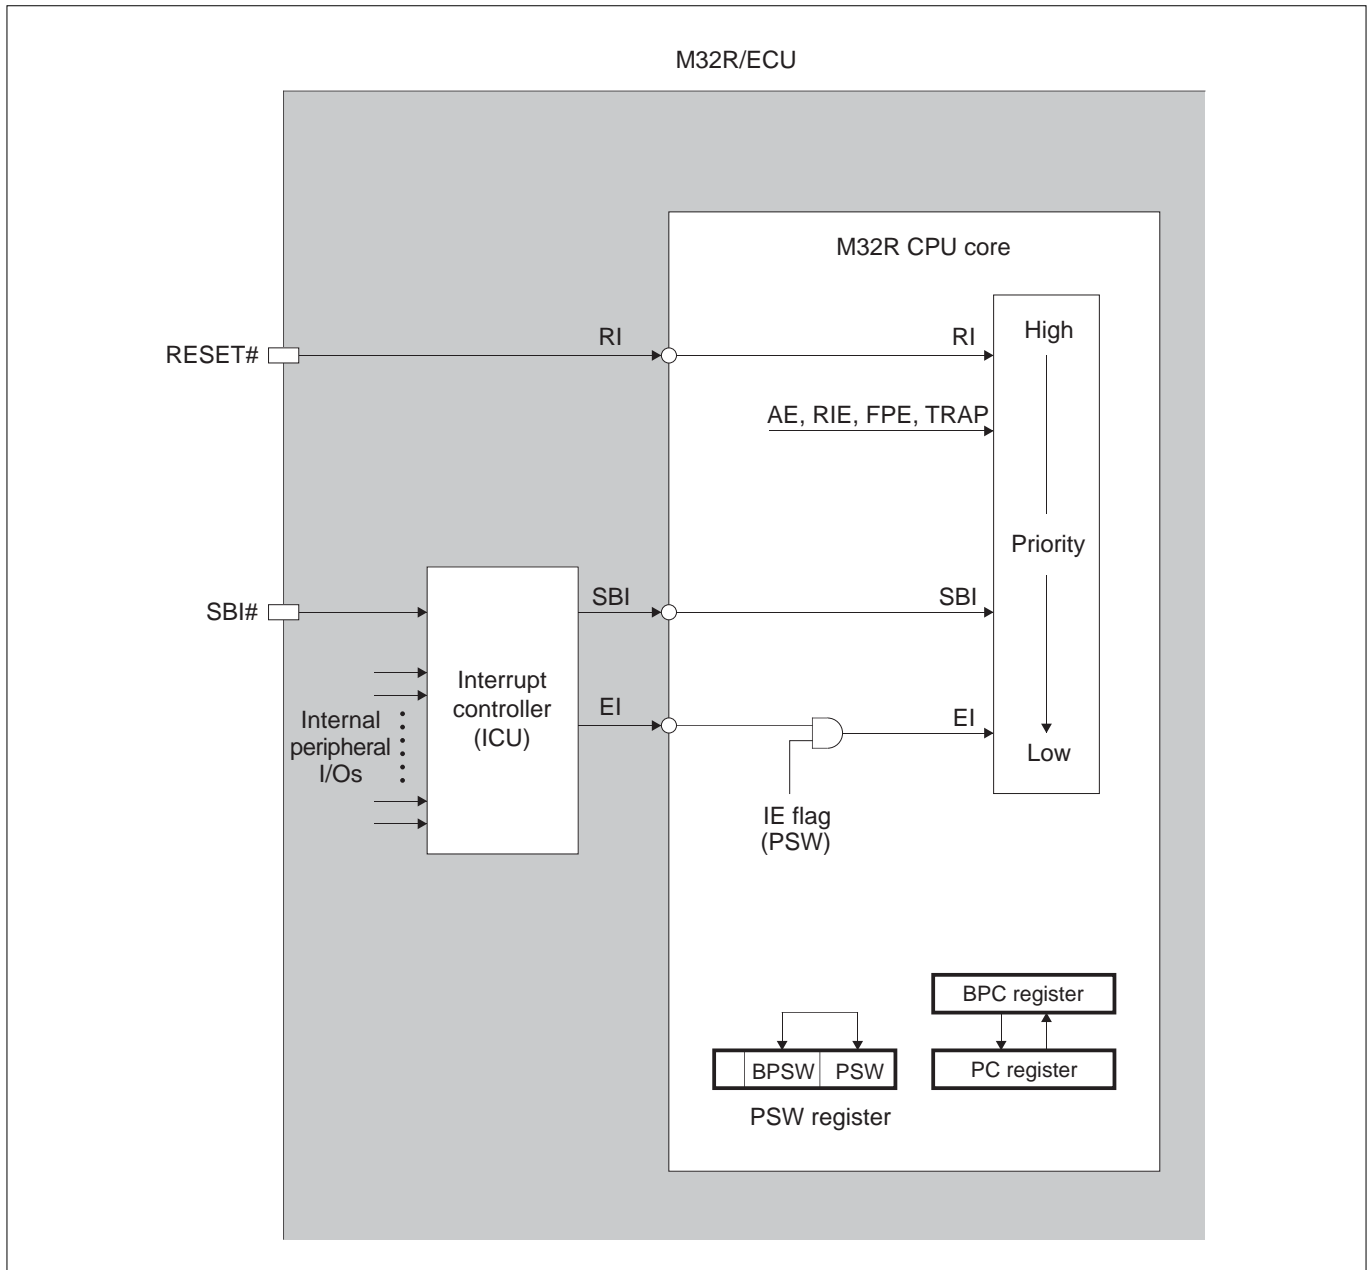 M32R/ECU
M32R CPU core
RESET#
RI
RI
High
AE, RIE, FPE, TRAP
Priority
SBI#
SBI
SBI
Interrupt
controller
(ICU)
Internal
peripheral
I/Os
EI
EI
Low
IE flag
(PSW)
BPC register
BPSW
PSW
PC register
PSW register